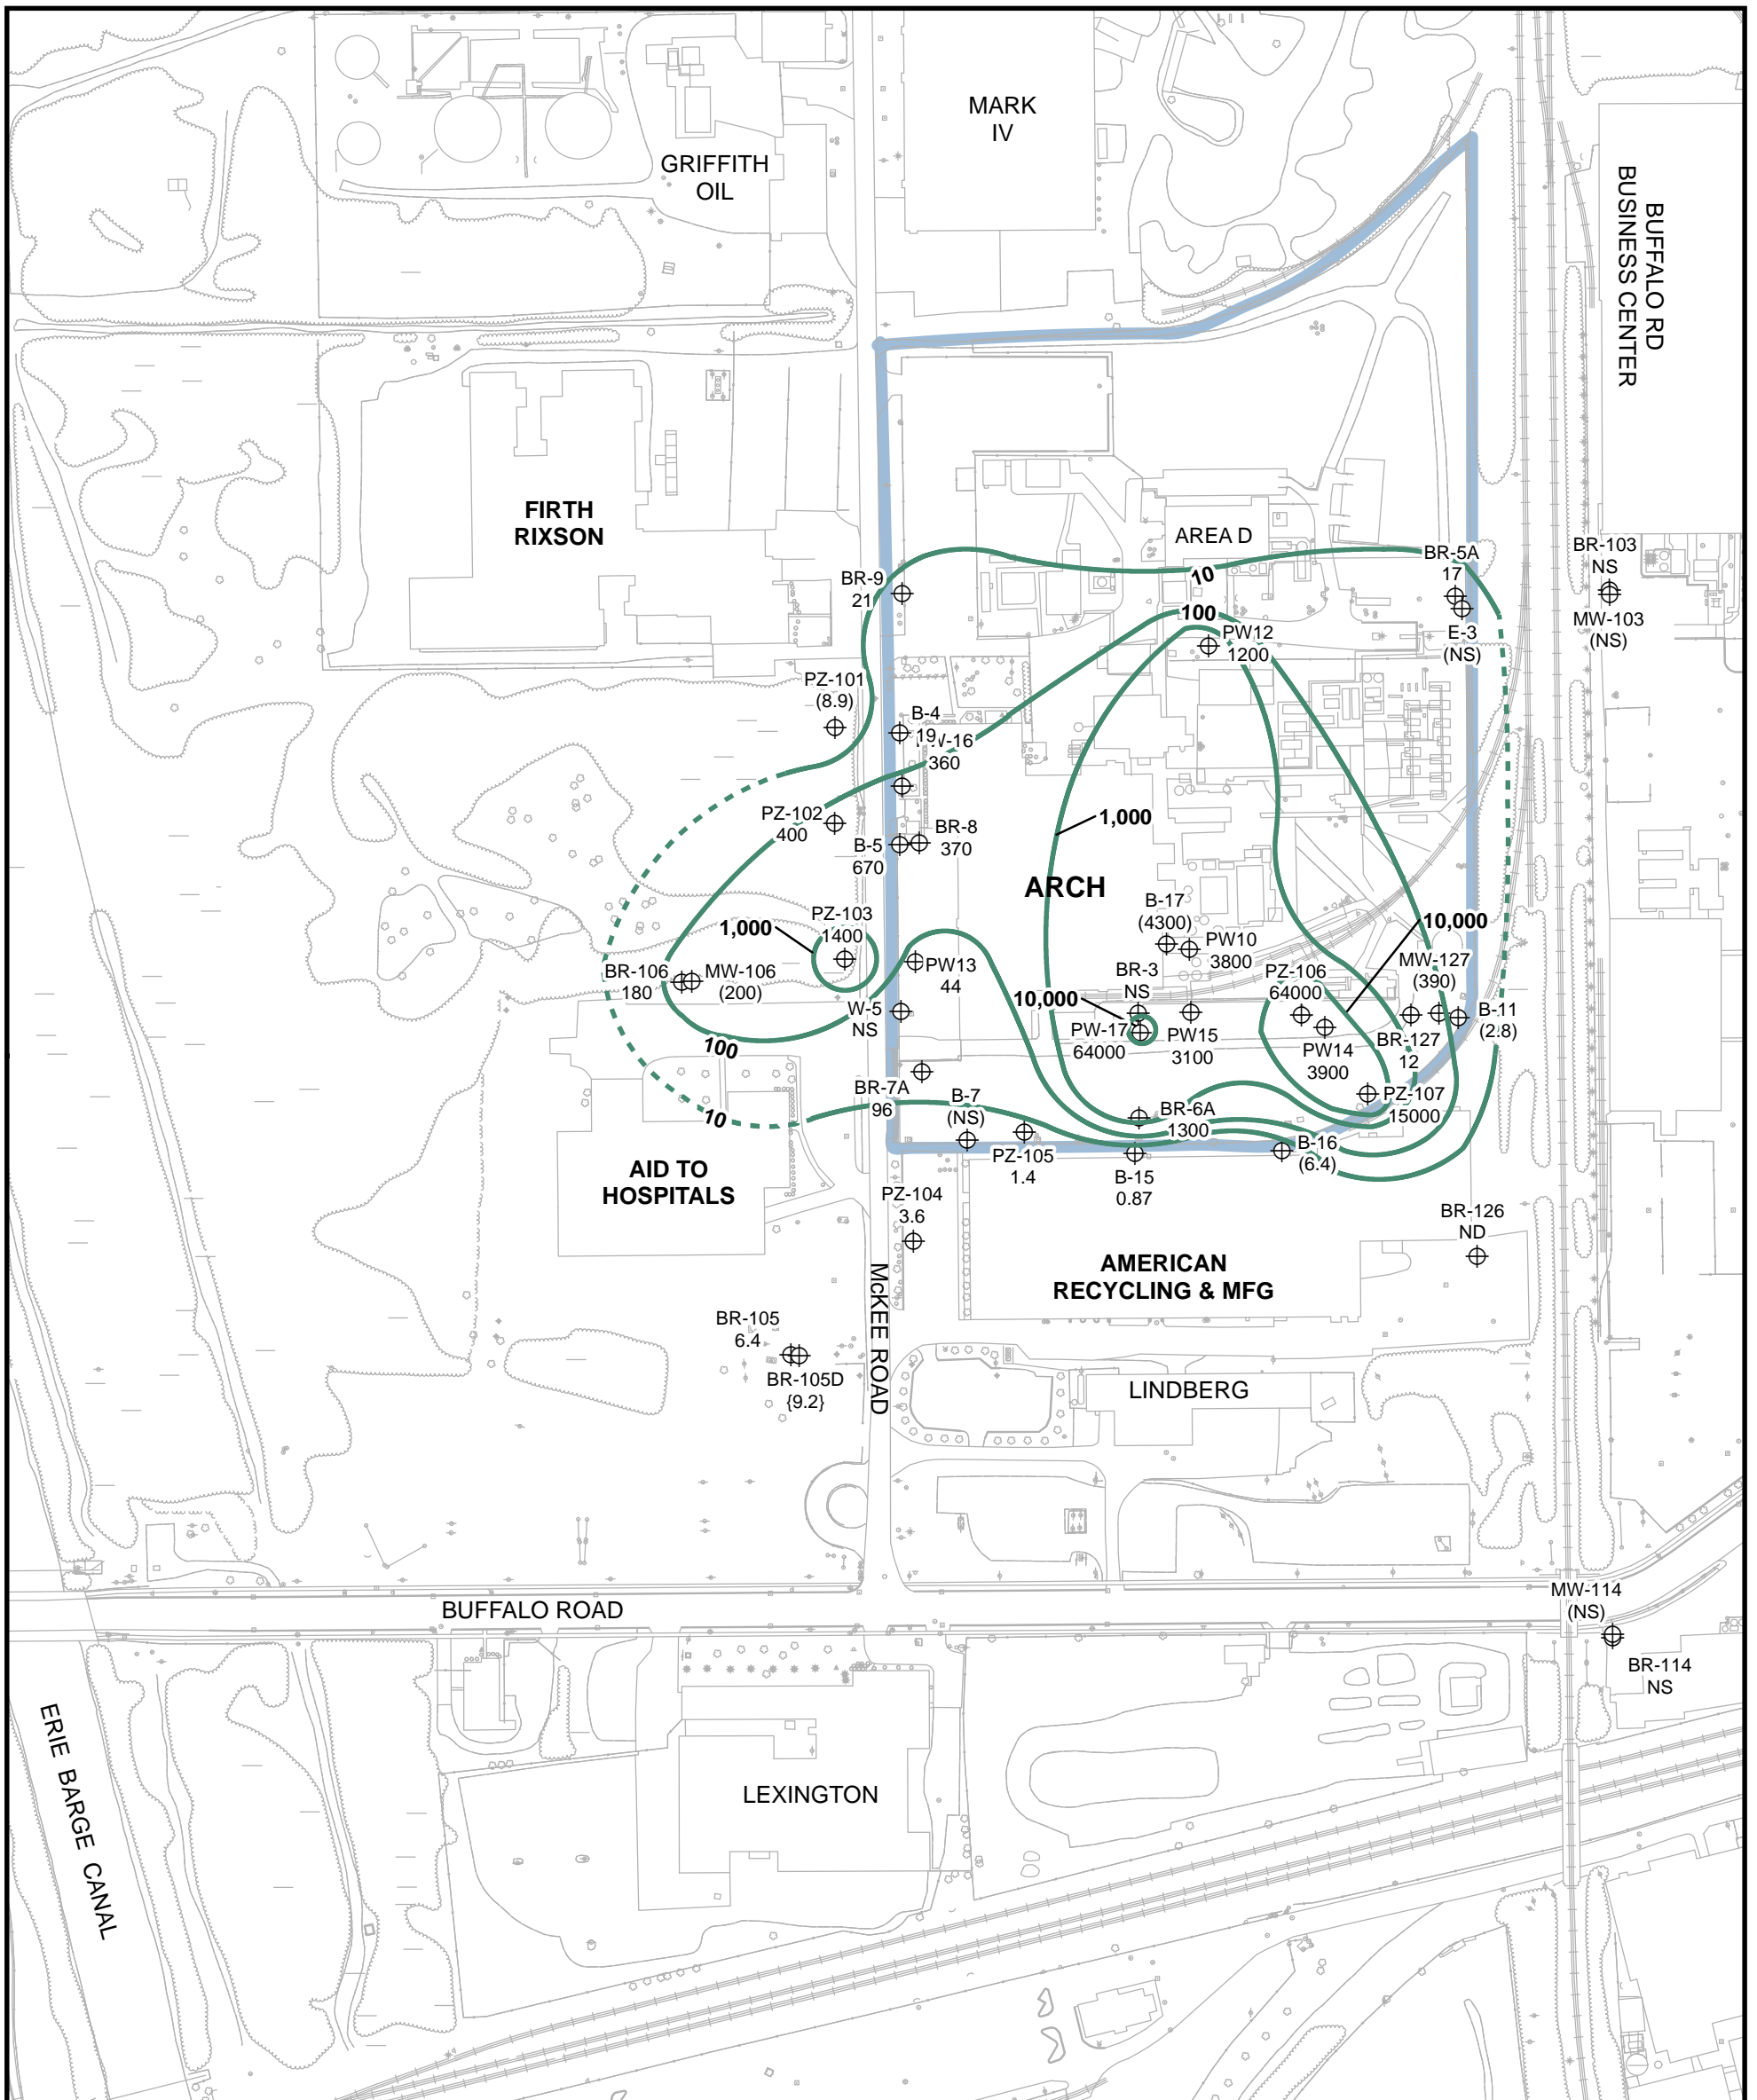 MARK
IV
GRIFFITH
OIL
BUFFALO RD
BUSINESS CENTER
FIRTH
RIXSON
AREA D
BR-5A
17
BR-103
NS
BR-9
21
10
100
MW-103
(NS)
E-3
(NS)
PW12
1200
PZ-101
(8.9)
B-4
19
W-16
360
PZ-102
400
1,000
BR-8
370
B-5
670
ARCH
B-17
(4300)
PZ-103
1400
1,000
10,000
PW10
3800
BR-106
180
MW-106
(200)
PW13
44
BR-3
NS
PZ-106
64000
MW-127
(390)
10,000
W-5
NS
B-11
(2.8)
PW-17
64000
PW15
3100
PW14
3900
BR-127
12
100
BR-7A
96
B-7
(NS)
PZ-107
15000
10
BR-6A
1300
PZ-105
1.4
B-16
(6.4)
B-15
0.87
AID TO
HOSPITALS
PZ-104
3.6
BR-126
ND
AMERICAN
RECYCLING & MFG
McKEE ROAD
BR-105
6.4
BR-105D
{9.2}
LINDBERG
MW-114
(NS)
BUFFALO ROAD
BR-114
NS
ERIE BARGE CANAL
LEXINGTON